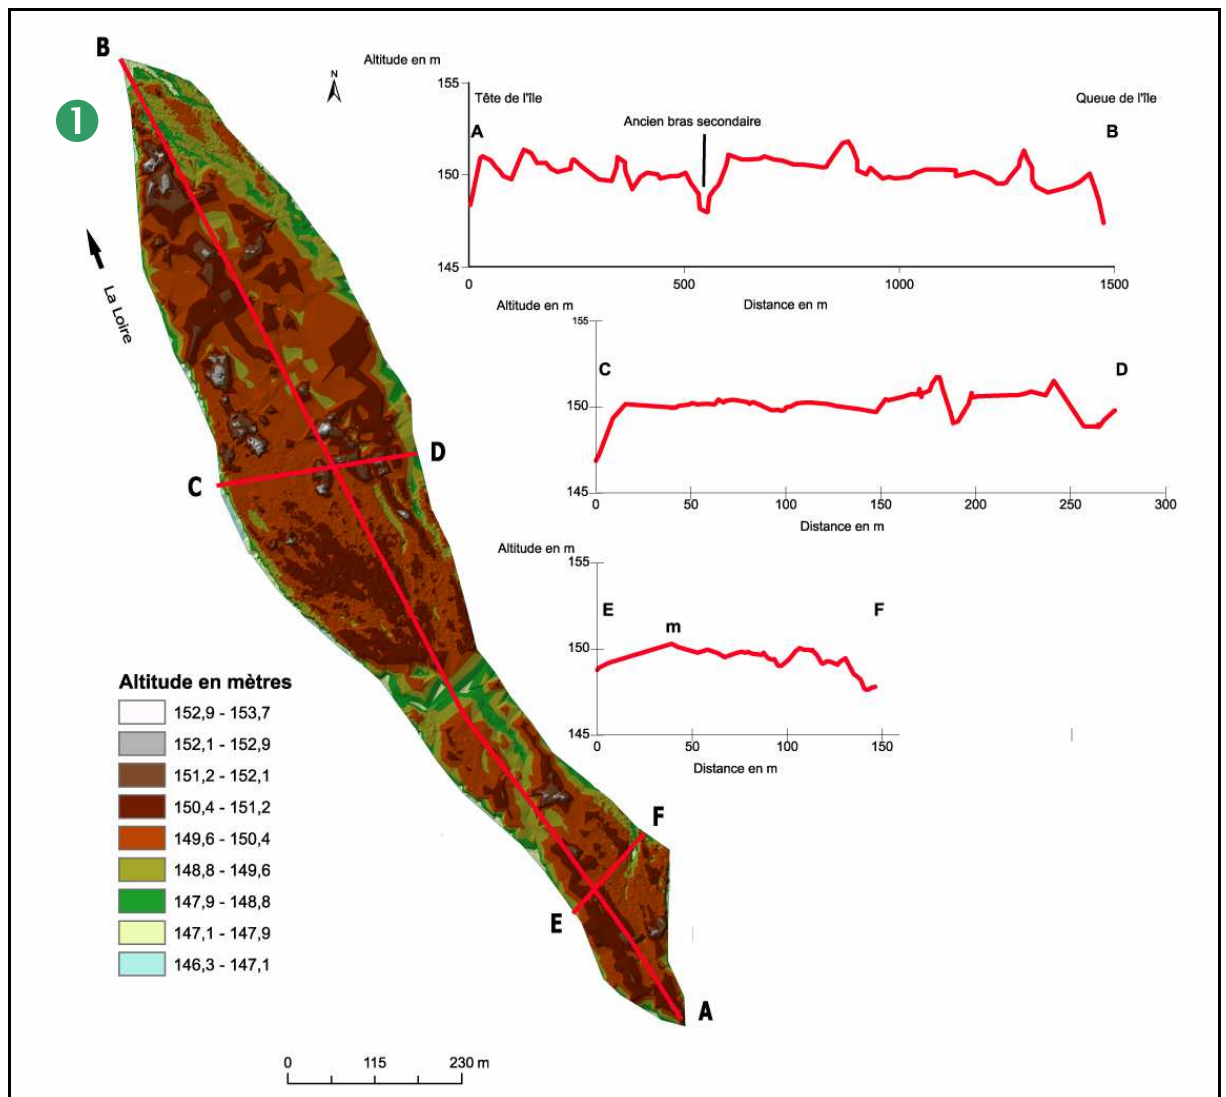 B
N
1
La Loire
C
D
F
E
A
Altitude en mètres
152,9 - 153,7
152,1 - 152,9
151,2 - 152,1
150,4 - 151,2
149,6 - 150,4
148,8 - 149,6
147,9 - 148,8
147,1 - 147,9
146,3 - 147,1
0 115 230 m
Altitude en m
155
Tête de l'île
Queue de l'île
Ancien bras secondaire
A
B
150
145
0 500 1000 1500
Distance en m
Altitude en m
155
C
D
150
145
0 50 100 150 200 250 300
Distance en m
Altitude en m
155
E
F
m
150
145
0 50 100 150
Distance en m